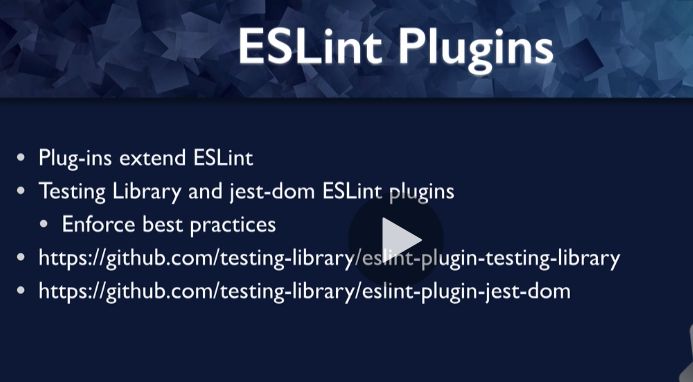 ESLint Plugins
• Plug-ins extend ESLint
• Testing Library and jest-dom ESLint plugins
• Enforce best practices
• https://github.com/testing-library/eslint-plugin-testing-library
• https://github.com/testing-library/eslint-plugin-jest-dom